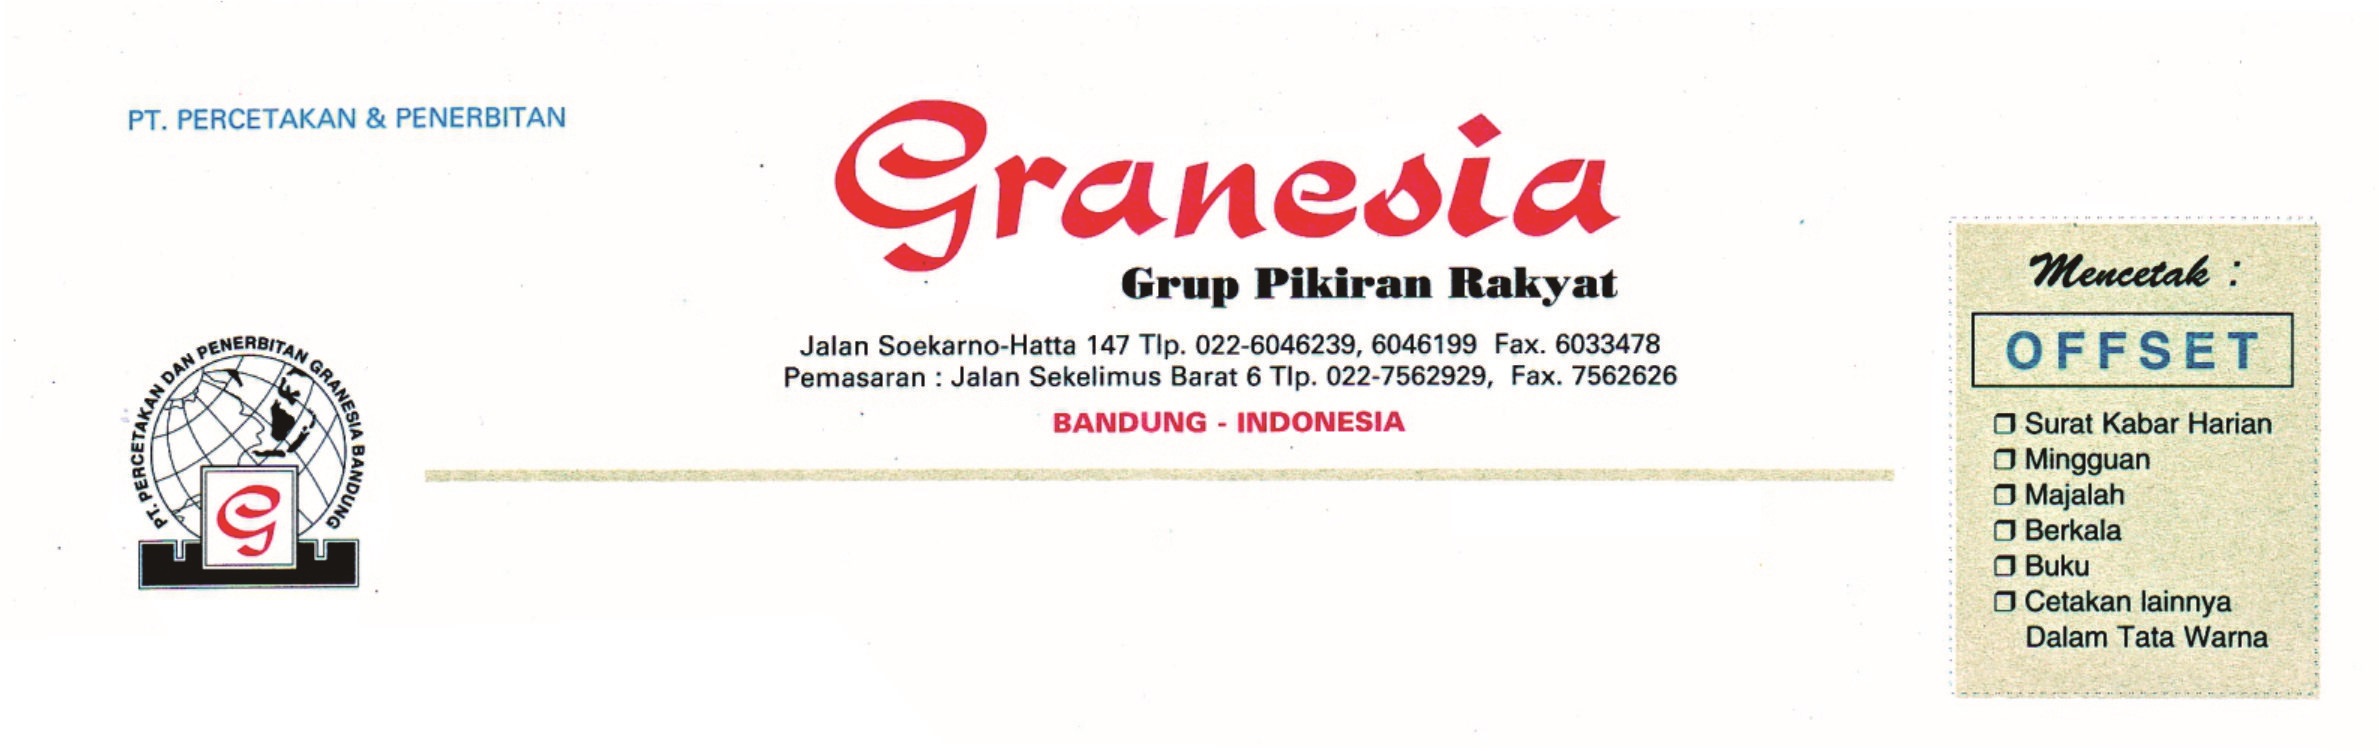 PT. PERCETAKAN & PENERBITAN
Granesia
Grup Pikiran Rakyat
Jalan Soekarno-Hatta 147 Tlp. 022-6046239, 6046199 Fax. 6033478
Pemasaran : Jalan Sekelimus Barat 6 Tlp. 022-7562929, Fax. 7562626
BANDUNG - INDONESIA
PT. PERCETAKAN DAN PENERBITAN GRANESIA BANDUNG
G
Mencetak :
OFFSET
❒ Surat Kabar Harian
❒ Mingguan
❒ Majalah
❒ Berkala
❒ Buku
❒ Cetakan lainnya
Dalam Tata Warna